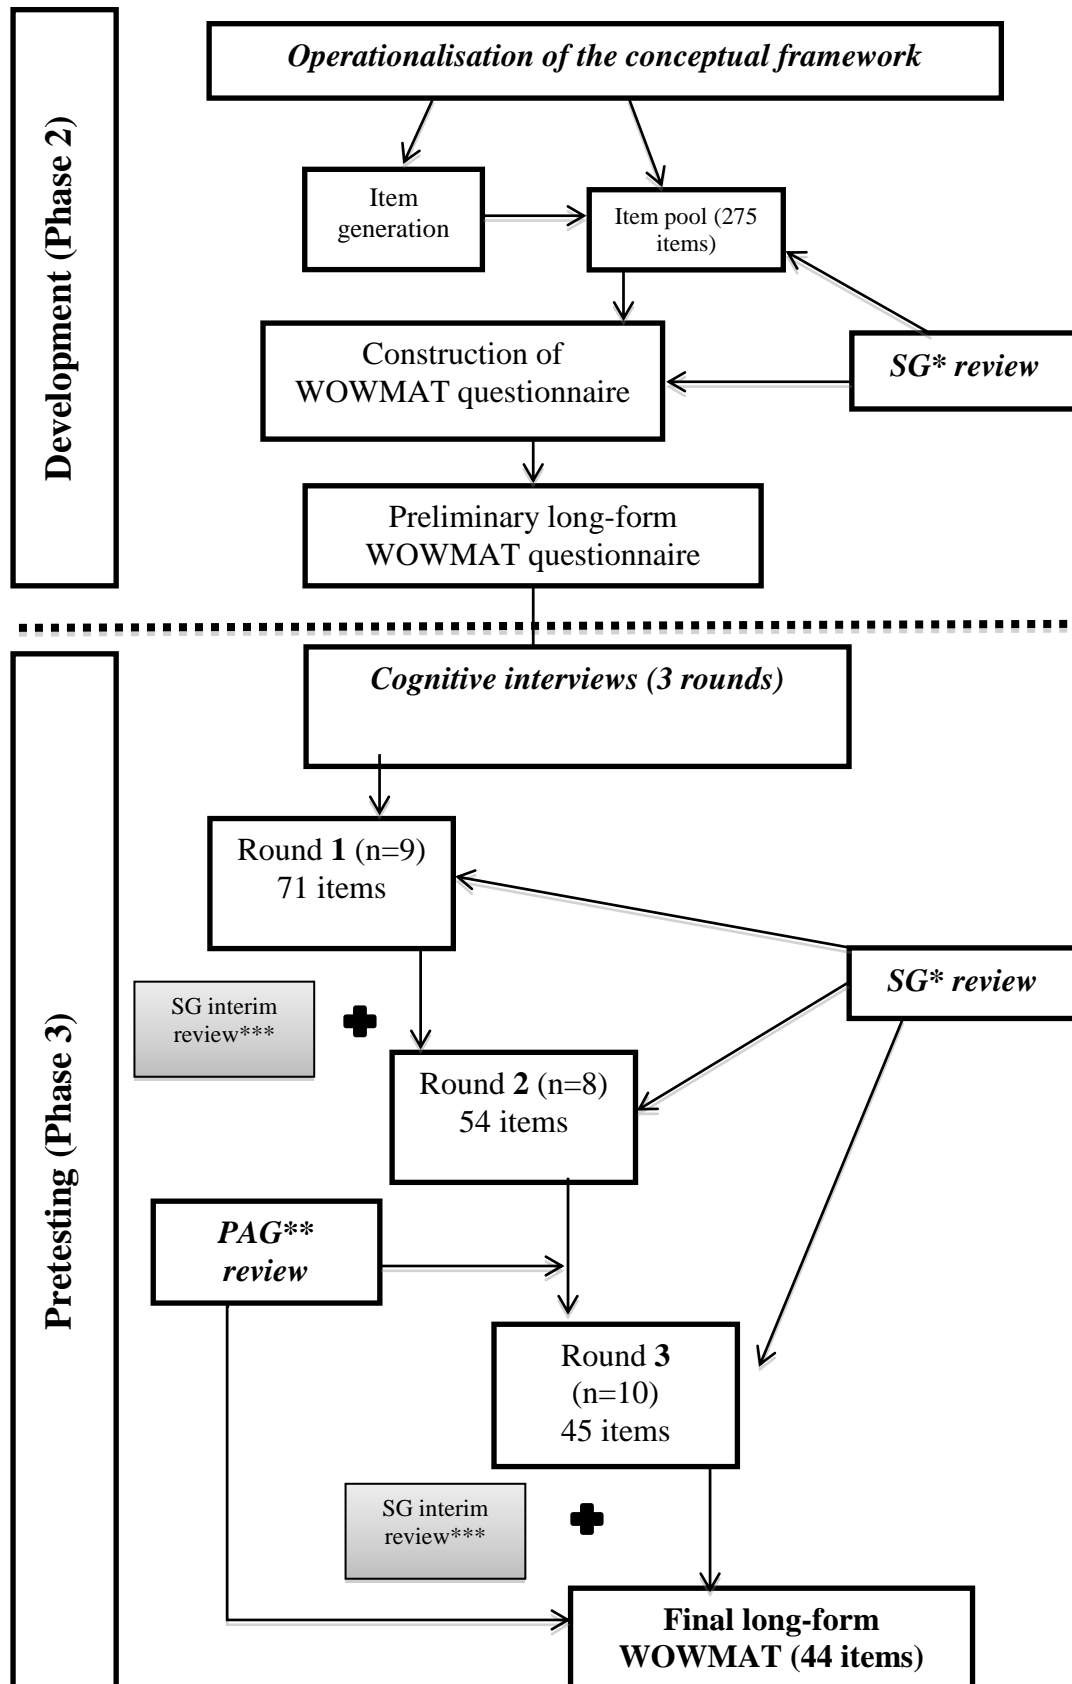 Development (Phase 2)
Operationalisation of the conceptual framework
Item
generation
Item pool (275
items)
Construction of
WOWMAT questionnaire
SG* review
Preliminary long-form
WOWMAT questionnaire
Pretesting (Phase 3)
Cognitive interviews (3 rounds)
Round 1 (n=9)
71 items
SG* review
SG interim
review***
Round 2 (n=8)
54 items
PAG**
review
Round 3
(n=10)
45 items
SG interim
review***
Final long-form
WOWMAT (44 items)